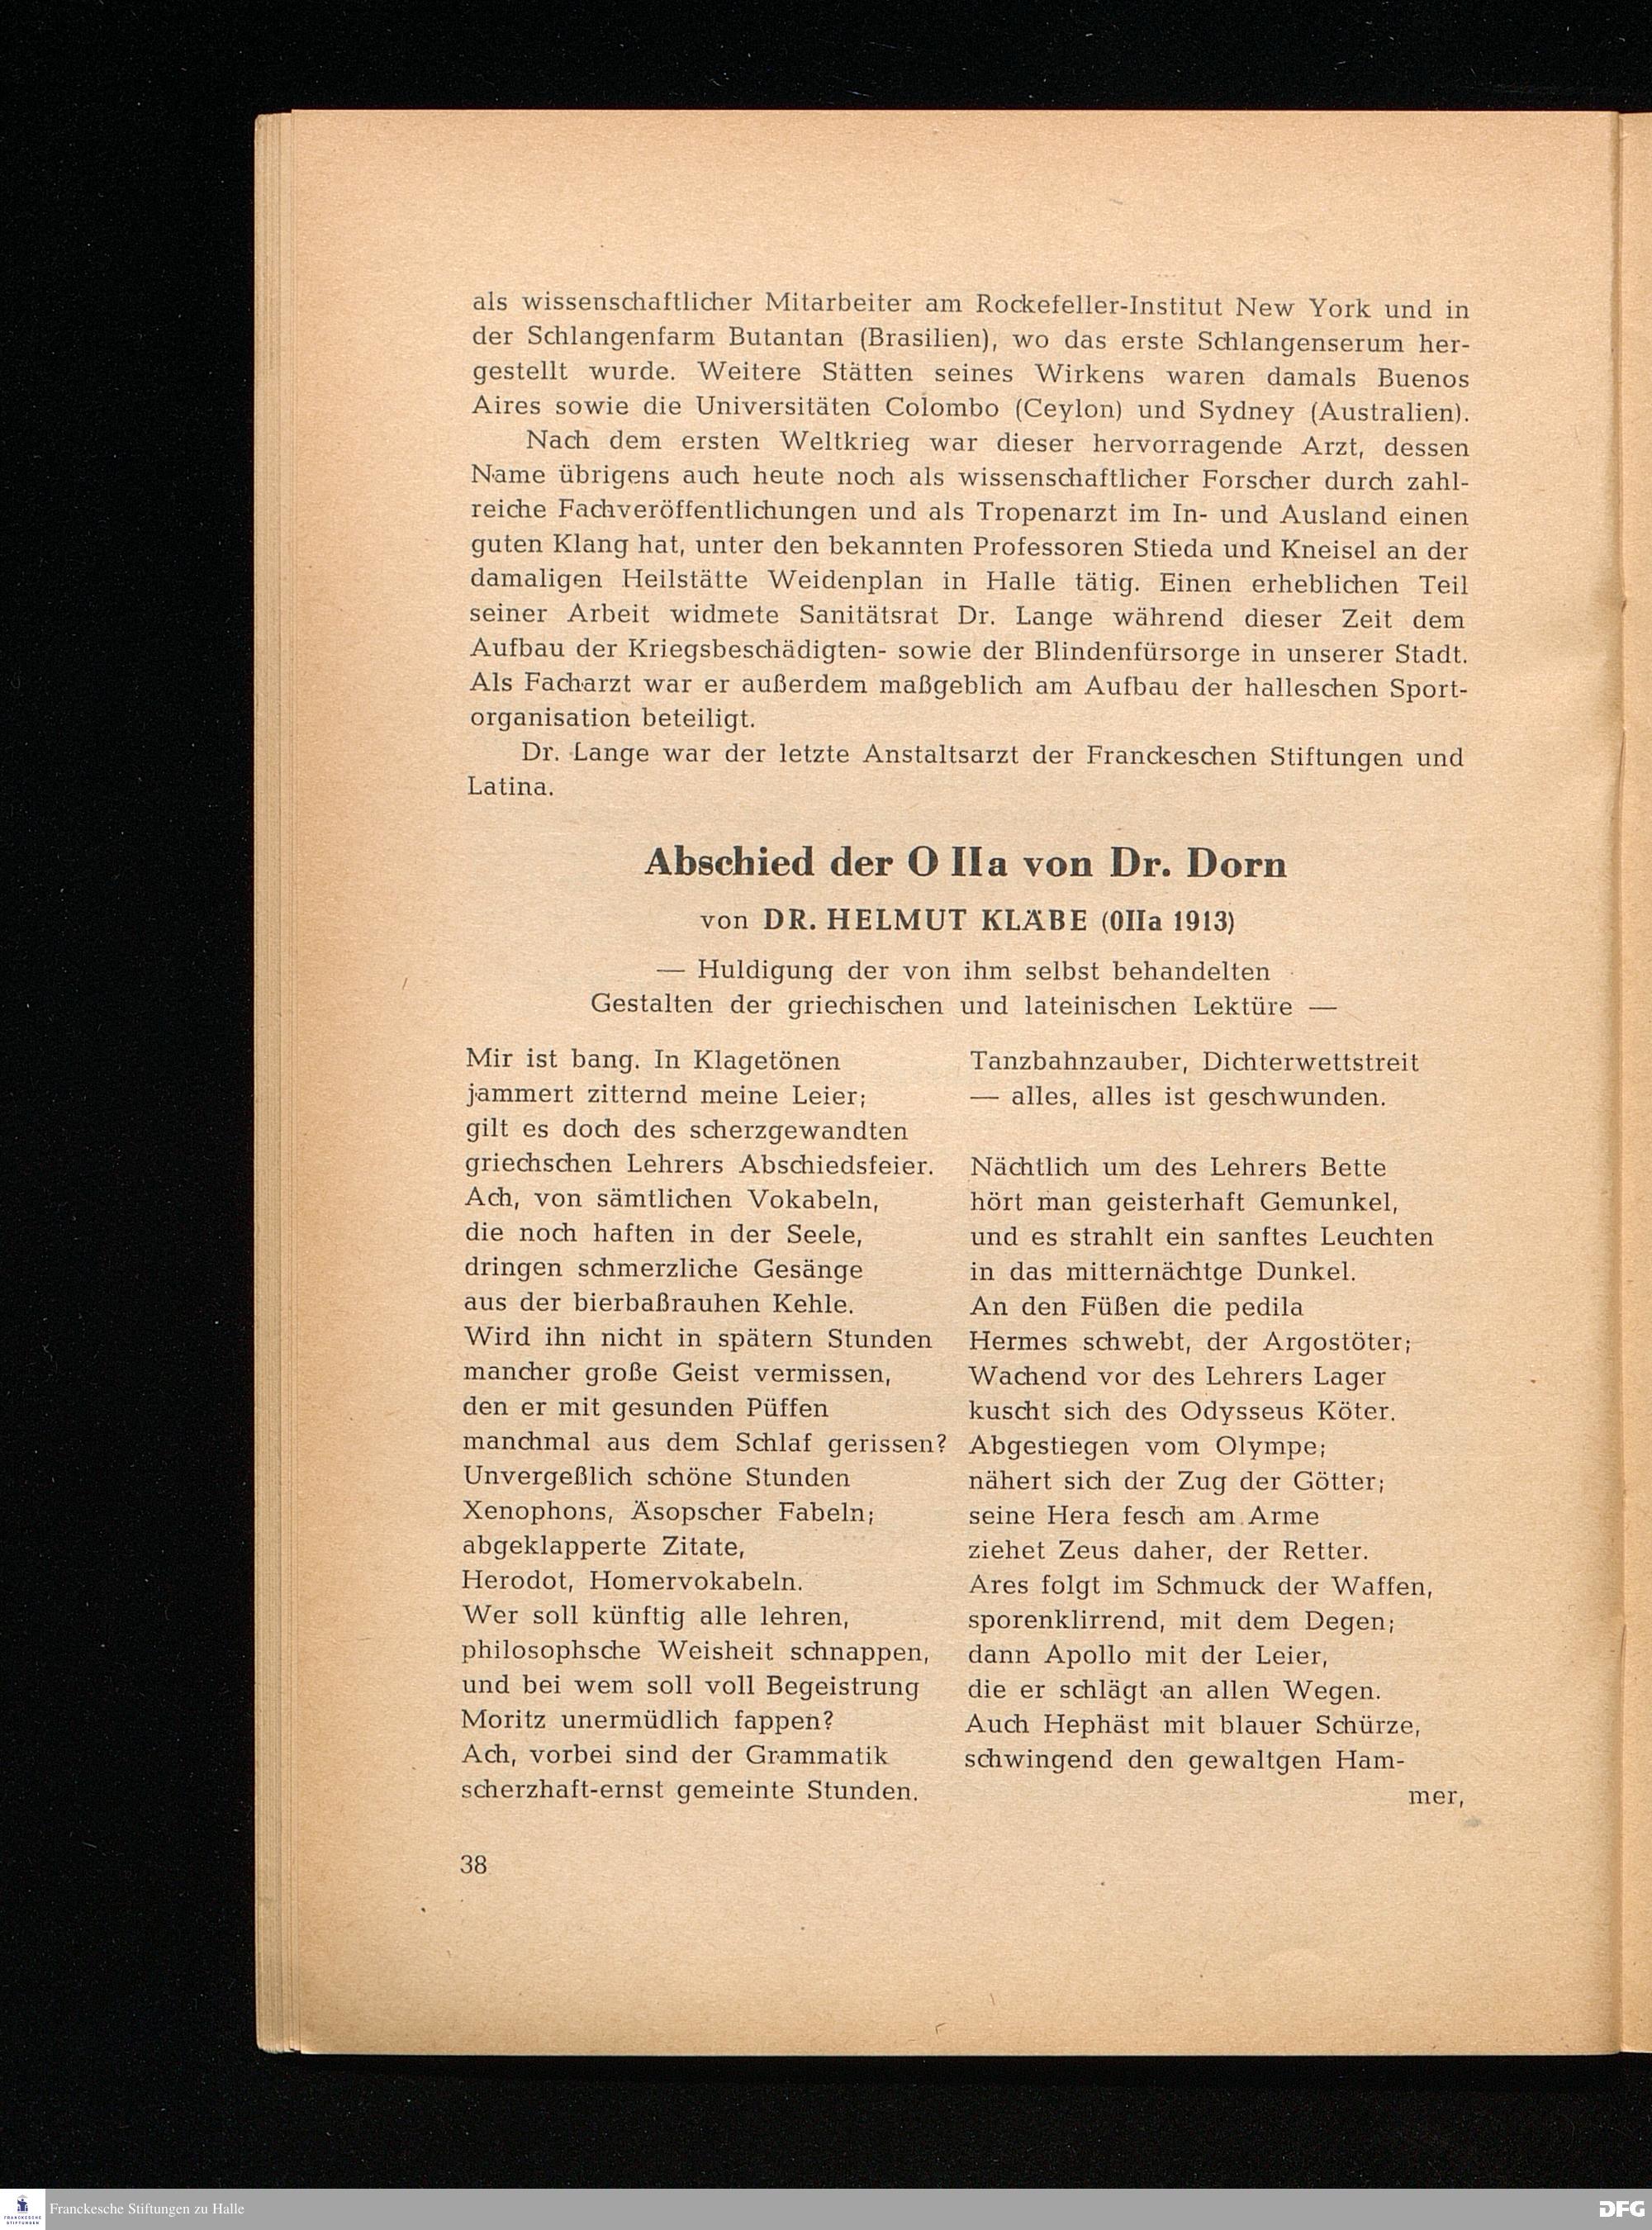 als wissenschaftlicher Mitarbeiter am Rockefeller-Institut New York und in
der Schlangenfarm Butantan (Brasilien), wo das erste Schlangenserum her-
gestellt wurde. Weitere Stätten seines Wirkens waren damals Buenos
Aires sowie die Universitäten Colombo (Ceylon) und Sydney (Australien).
Nach dem ersten Weltkrieg war dieser hervorragende Arzt, dessen
Name übrigens auch heute noch als wissenschaftlicher Forscher durch zahl-
reiche Fachveröffentlichungen und als Tropenarzt im In- und Ausland einen
guten Klang hat, unter den bekannten Professoren Stieda und Kneisel an der
damaligen Heilstätte Weidenplan in Halle tätig. Einen erheblichen Teil
seiner Arbeit widmete Sanitätsrat Dr. Lange während dieser Zeit dem
Aufbau der Kriegsbeschädigten- sowie der Blindenfürsorge in unserer Stadt.
Als Facharzt war er außerdem maßgeblich am Aufbau der halleschen Sport-
organisation beteiligt.
Dr. Lange war der letzte Anstaltsarzt der Franckeschen Stiftungen und
Latina.
Abschied der O IIa von Dr. Dorn
von DR. HELMUT KLÄBE (0IIa 1913)
— Huldigung der von ihm selbst behandelten
Gestalten der griechischen und lateinischen Lektüre —
Mir ist bang. In Klagetönen
jammert zitternd meine Leier;
gilt es doch des scherzgewandten
griechschen Lehrers Abschiedsfeier.
Ach, von sämtlichen Vokabeln,
die noch haften in der Seele,
dringen schmerzliche Gesänge
aus der bierbaßrauhen Kehle.
Wird ihn nicht in spätern Stunden
mancher große Geist vermissen,
den er mit gesunden Püffen
manchmal aus dem Schlaf gerissen?
Unvergeßlich schöne Stunden
Xenophons, Äsopscher Fabeln;
abgeklapperte Zitate,
Herodot, Homervokabeln.
Wer soll künftig alle lehren,
philosophsche Weisheit schnappen,
und bei wem soll voll Begeistrung
Moritz unermüdlich fappen?
Ach, vorbei sind der Grammatik
scherzhaft-ernst gemeinte Stunden.
Tanzbahnzauber, Dichterwettstreit
— alles, alles ist geschwunden.
Nächtlich um des Lehrers Bette
hört man geisterhaft Gemunkel,
und es strahlt ein sanftes Leuchten
in das mitternächtge Dunkel.
An den Füßen die pedila
Hermes schwebt, der Argostöter;
Wachend vor des Lehrers Lager
kuscht sich des Odysseus Köter.
Abgestiegen vom Olympe;
nähert sich der Zug der Götter;
seine Hera fesch am Arme
ziehet Zeus daher, der Retter.
Ares folgt im Schmuck der Waffen,
sporenklirrend, mit dem Degen;
dann Apollo mit der Leier,
die er schlägt an allen Wegen.
Auch Hephäst mit blauer Schürze,
schwingend den gewaltgen Ham-
mer,
38
FRANCKESCHE
STIFTUNGEN
Franckesche Stiftungen zu Halle
DFG